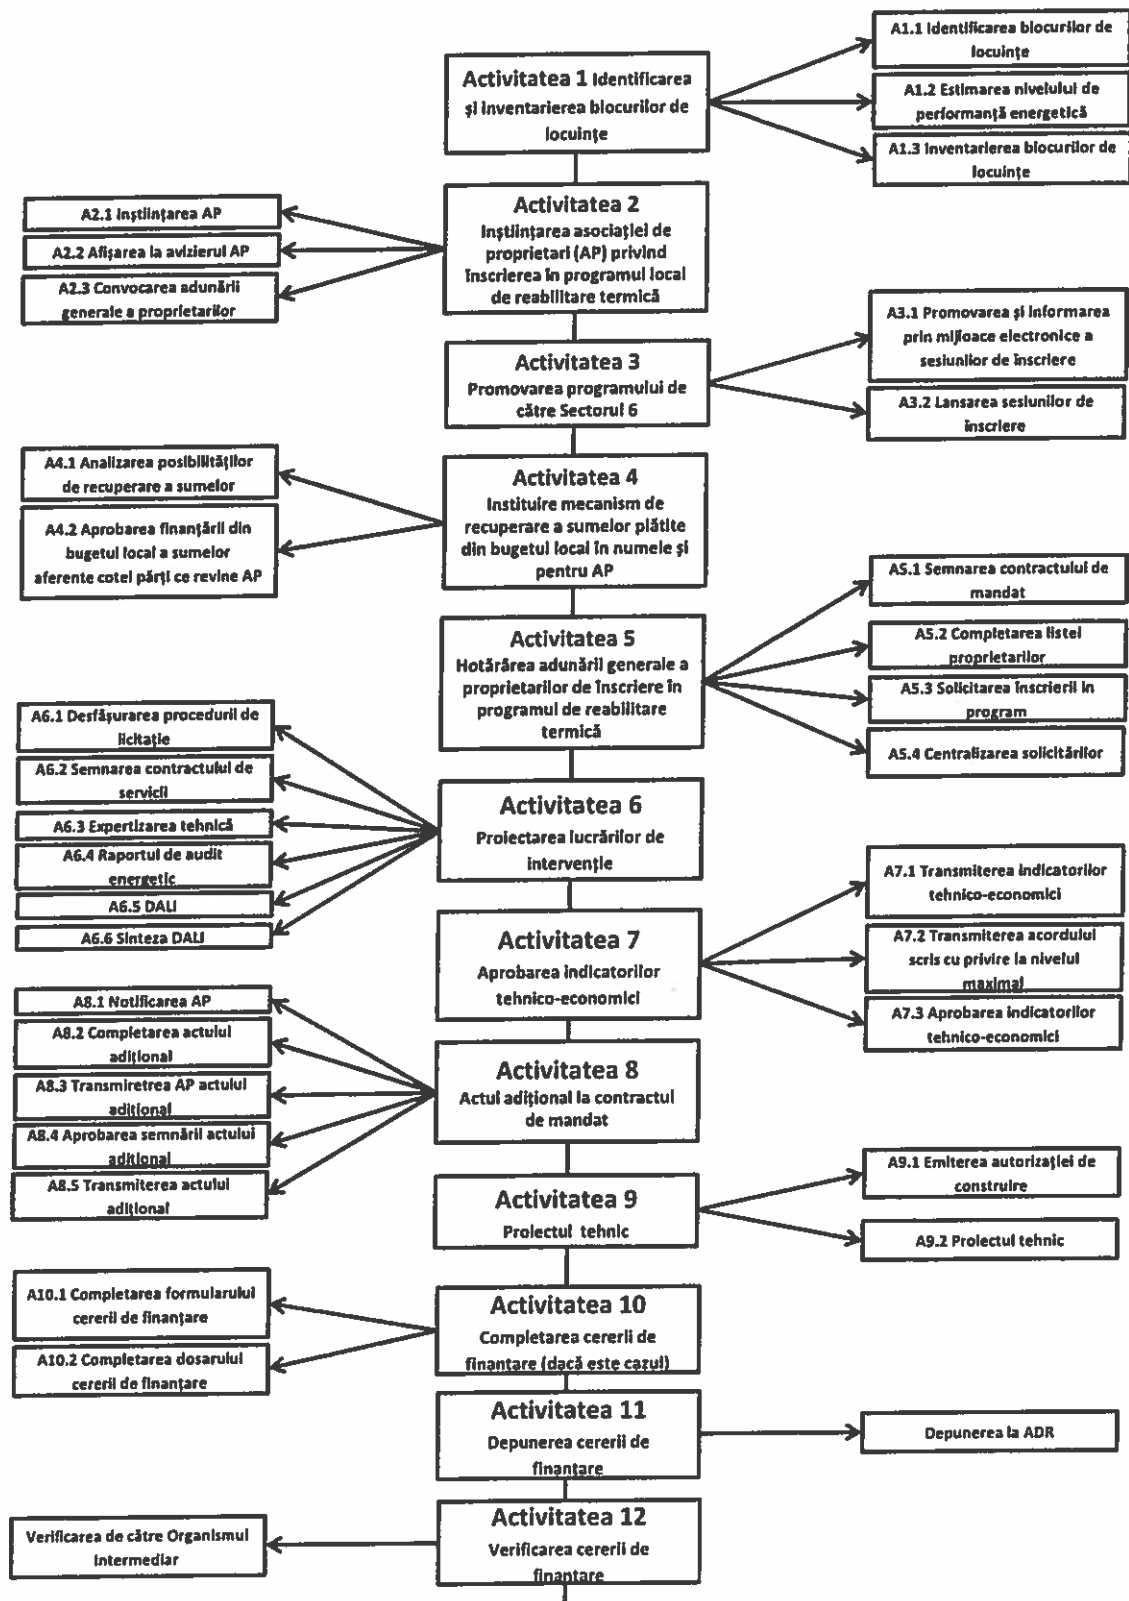 Activitatea 1 Identificarea
și inventarierea blocurilor de
locuințe
A1.1 Identificarea blocurilor de
locuințe
A1.2 Estimarea nivelului de
performanță energetică
A1.3 Inventarierea blocurilor de
locuințe
Activitatea 2
Inștiințarea asociației de
proprietari (AP) privind
înscrierea în programul local
de reabilitare termică
A2.1 Inștiințarea AP
A2.2 Afișarea la avizierul AP
A2.3 Convocarea adunării
generale a proprietarilor
Activitatea 3
Promovarea programului de
către Sectorul 6
A3.1 Promovarea și informarea
prin mijloace electronice a
sesiunilor de înscriere
A3.2 Lansarea sesiunilor de
înscriere
Activitatea 4
Instituire mecanism de
recuperare a sumelor plătite
din bugetul local în numele și
pentru AP
A4.1 Analizarea posibilităților
de recuperare a sumelor
A4.2 Aprobarea finanțării din
bugetul local a sumelor
aferente cotei părți ce revine AP
Activitatea 5
Hotărârea adunării generale a
proprietarilor de înscriere în
programul de reabilitare
termică
A5.1 Semnarea contractului de
mandat
A5.2 Completarea listei
proprietarilor
A5.3 Solicitarea înscrierii în
program
A5.4 Centralizarea solicitărilor
Activitatea 6
Proiectarea lucrărilor de
intervenție
A6.1 Desfășurarea procedurii de
licitație
A6.2 Semnarea contractului de
servicii
A6.3 Expertizarea tehnică
A6.4 Raportul de audit
energetic
A6.5 DALI
A6.6 Sinteza DALI
Activitatea 7
Aprobarea indicatorilor
tehnico-economici
A7.1 Transmiterea indicatorilor
tehnico-economici
A7.2 Transmiterea acordului
scris cu privire la nivelul
maximal
A7.3 Aprobarea indicatorilor
tehnico-economici
Activitatea 8
Actul adițional la contractul
de mandat
A8.1 Notificarea AP
A8.2 Completarea actului
adițional
A8.3 Transmiretrea AP actului
adițional
A8.4 Aprobarea semnării actului
adițional
A8.5 Transmiterea actului
adițional
Activitatea 9
Proiectul tehnic
A9.1 Emiterea autorizației de
construire
A9.2 Proiectul tehnic
Activitatea 10
Completarea cererii de
finanțare (dacă este cazul)
A10.1 Completarea formularului
cererii de finanțare
A10.2 Completarea dosarului
cererii de finanțare
Activitatea 11
Depunerea cererii de
finanțare
Depunerea la ADR
Activitatea 12
Verificarea cererii de
finanțare
Verificarea de către Organismul
Intermediar